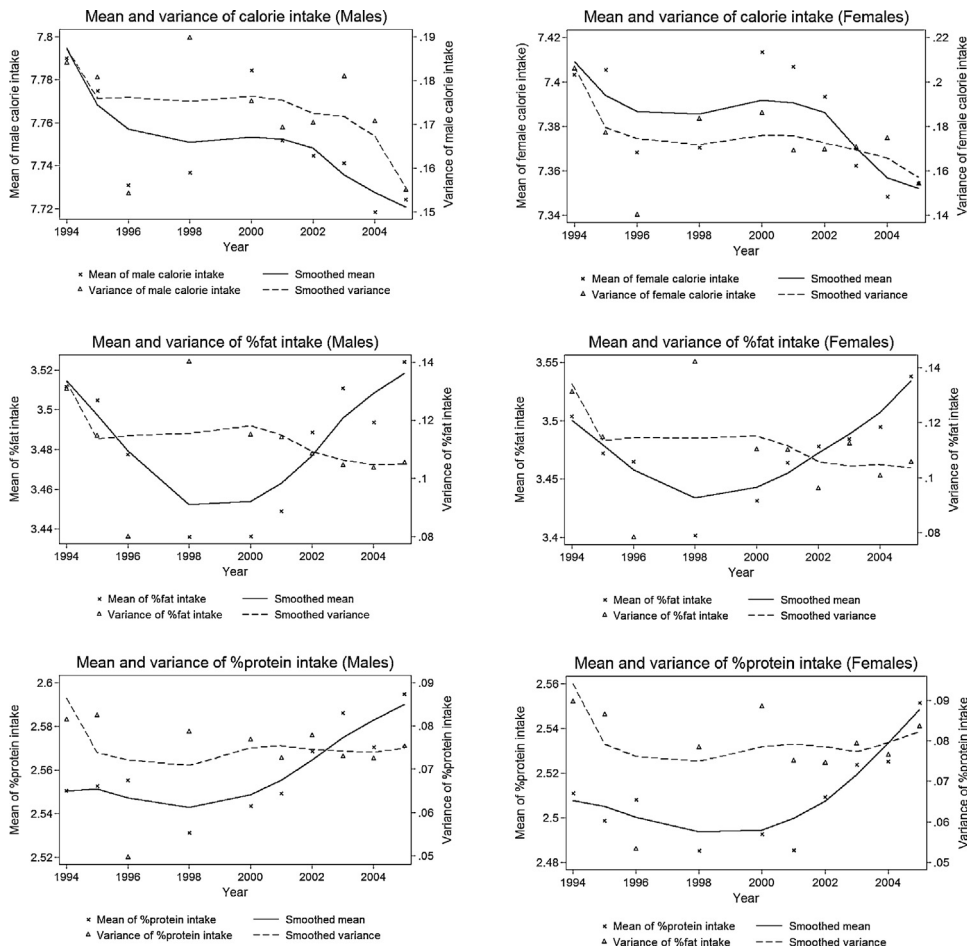 Mean and variance of calorie intake (Males)
Mean of male calorie intake
7.8
7.78
7.76
7.74
7.72
.19
.18
.17
.16
.15
Variance of male calorie intake
1994 1996 1998 2000 2002 2004
Year
× Mean of male calorie intake Smoothed mean
△ Variance of male calorie intake Smoothed variance
Mean and variance of calorie intake (Females)
Mean of female calorie intake)
7.42
7.4
7.38
7.36
7.34
.22
.2
.18
.16
.14
Variance of female calorie intake
1994 1996 1998 2000 2002 2004
Year
× Mean of female calorie intake Smoothed mean
△ Variance of female calorie intake Smoothed variance
Mean and variance of %fat intake (Males)
Mean of %fat intake
3.52
3.5
3.48
3.46
3.44
.14
.12
.1
.08
Variance of %fat intake
1994 1996 1998 2000 2002 2004
Year
× Mean of %fat intake Smoothed mean
△ Variance of %fat intake Smoothed variance
Mean and variance of %fat intake (Females)
Mean of %fat intake
3.55
3.5
3.45
3.4
.14
.12
.1
.08
Variance of %fat intake
1994 1996 1998 2000 2002 2004
Year
× Mean of %fat intake Smoothed mean
△ Variance of %fat intake Smoothed variance
Mean and variance of %protein intake (Males)
Mean of %protein intake
2.6
2.58
2.56
2.54
2.52
.09
.08
.07
.06
.05
Variance of %protein intake
1994 1996 1998 2000 2002 2004
Year
× Mean of %protein intake Smoothed mean
△ Variance of %protein intake Smoothed variance
Mean and variance of %protein intake (Females)
Mean of %protein intake
2.56
2.54
2.52
2.5
2.48
.09
.08
.07
.06
.05
Variance of %protein intake
1994 1996 1998 2000 2002 2004
Year
× Mean of %protein intake Smoothed mean
△ Variance of %fat intake Smoothed variance